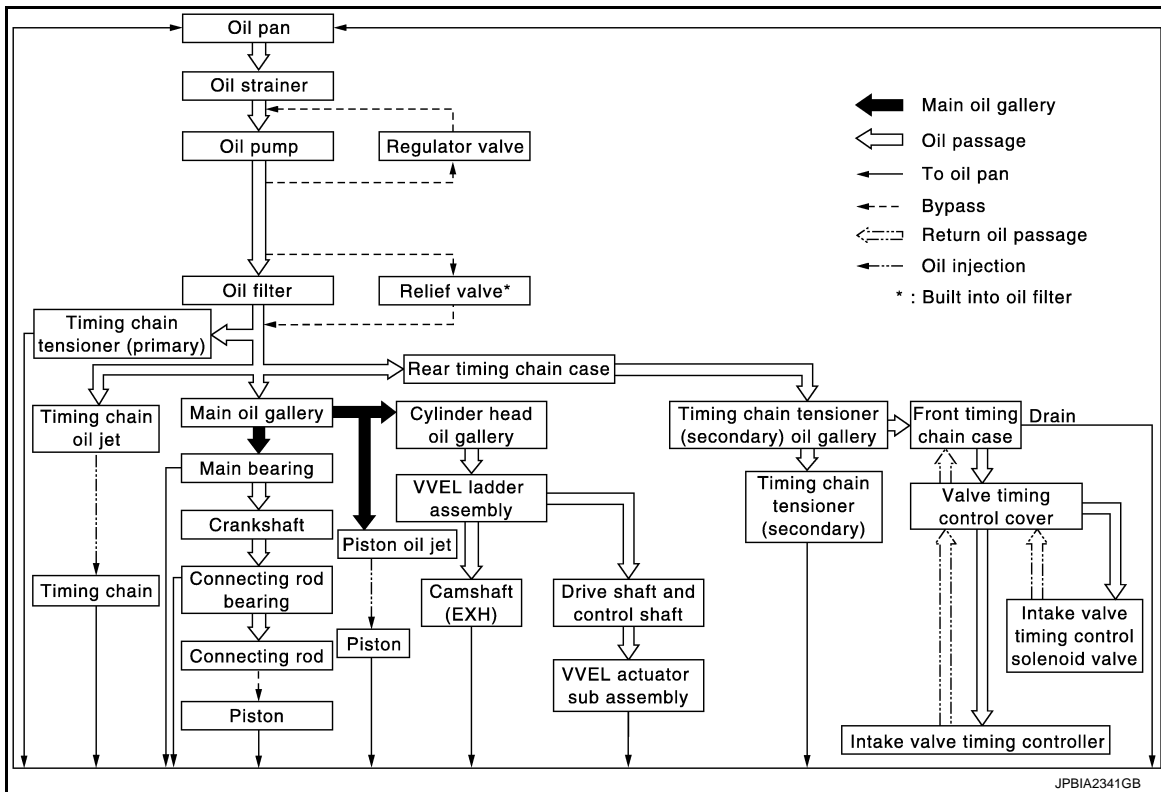 Oil pan
Oil strainer
Oil pump
Regulator valve
Oil filter
Relief valve*
Main oil gallery
Oil passage
To oil pan
Bypass
Return oil passage
Oil injection
* : Built into oil filter
Timing chain
tensioner (primary)
Rear timing chain case
Timing chain
oil jet
Main oil gallery
Cylinder head
oil gallery
Timing chain tensioner
(secondary) oil gallery
Front timing
chain case
Drain
Main bearing
VVEL ladder
assembly
Timing chain
tensioner
(secondary)
Valve timing
control cover
Crankshaft
Piston oil jet
Timing chain
Connecting rod
bearing
Camshaft
(EXH)
Drive shaft and
control shaft
Intake valve
timing control
solenoid valve
Connecting rod
Piston
VVEL actuator
sub assembly
Piston
Intake valve timing controller
JPBIA2341GB